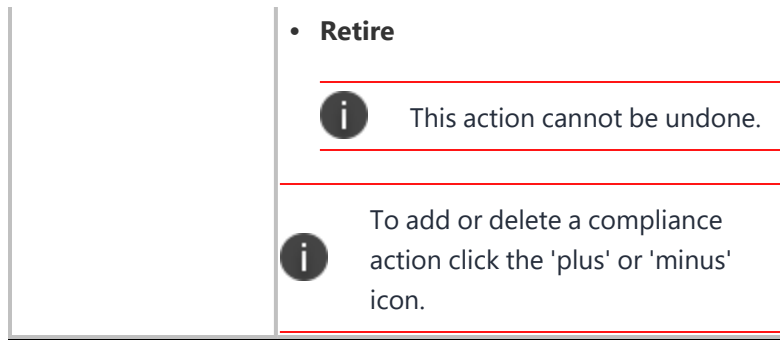 • Retire
i This action cannot be undone.
To add or delete a compliance
i action click the 'plus' or 'minus'
icon.